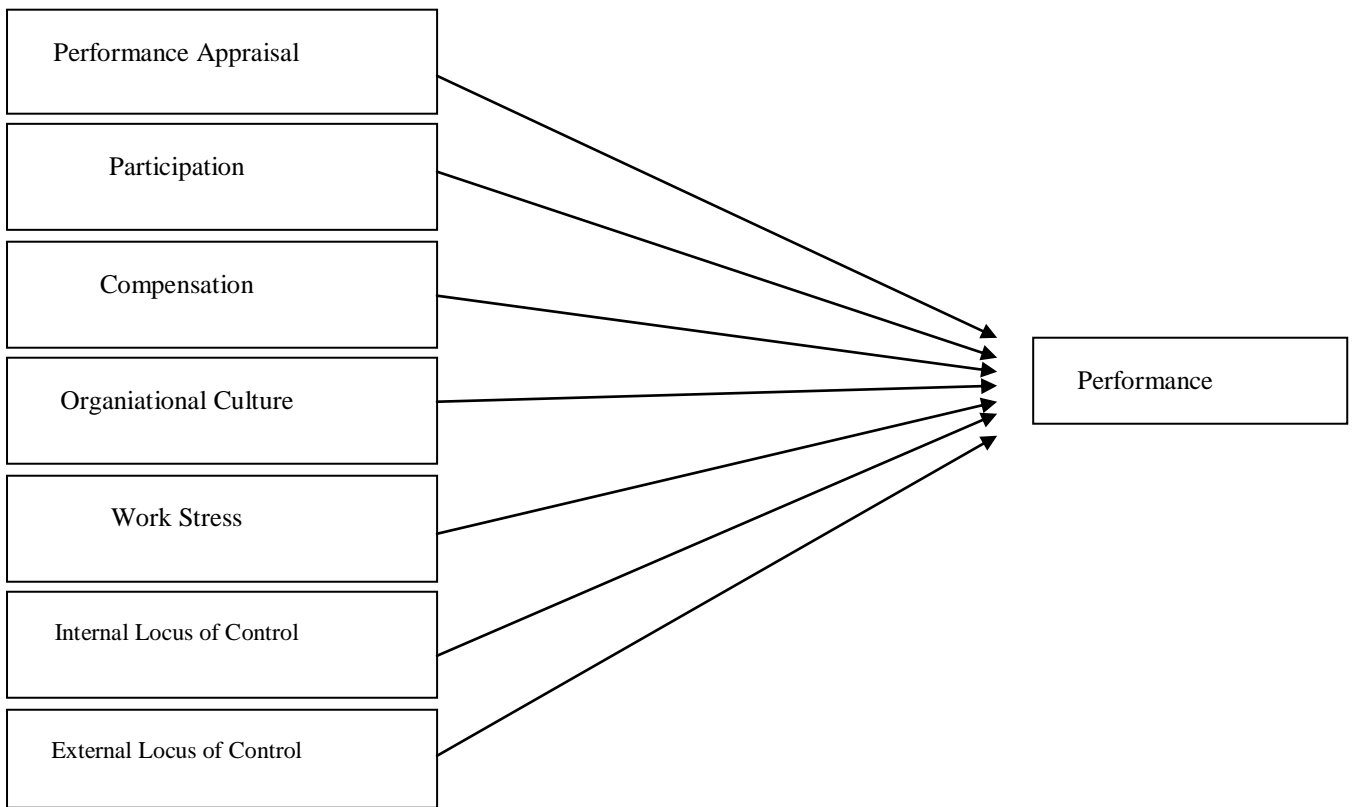 Performance Appraisal
Participation
Compensation
Organiational Culture
Work Stress
Internal Locus of Control
External Locus of Control
Performance